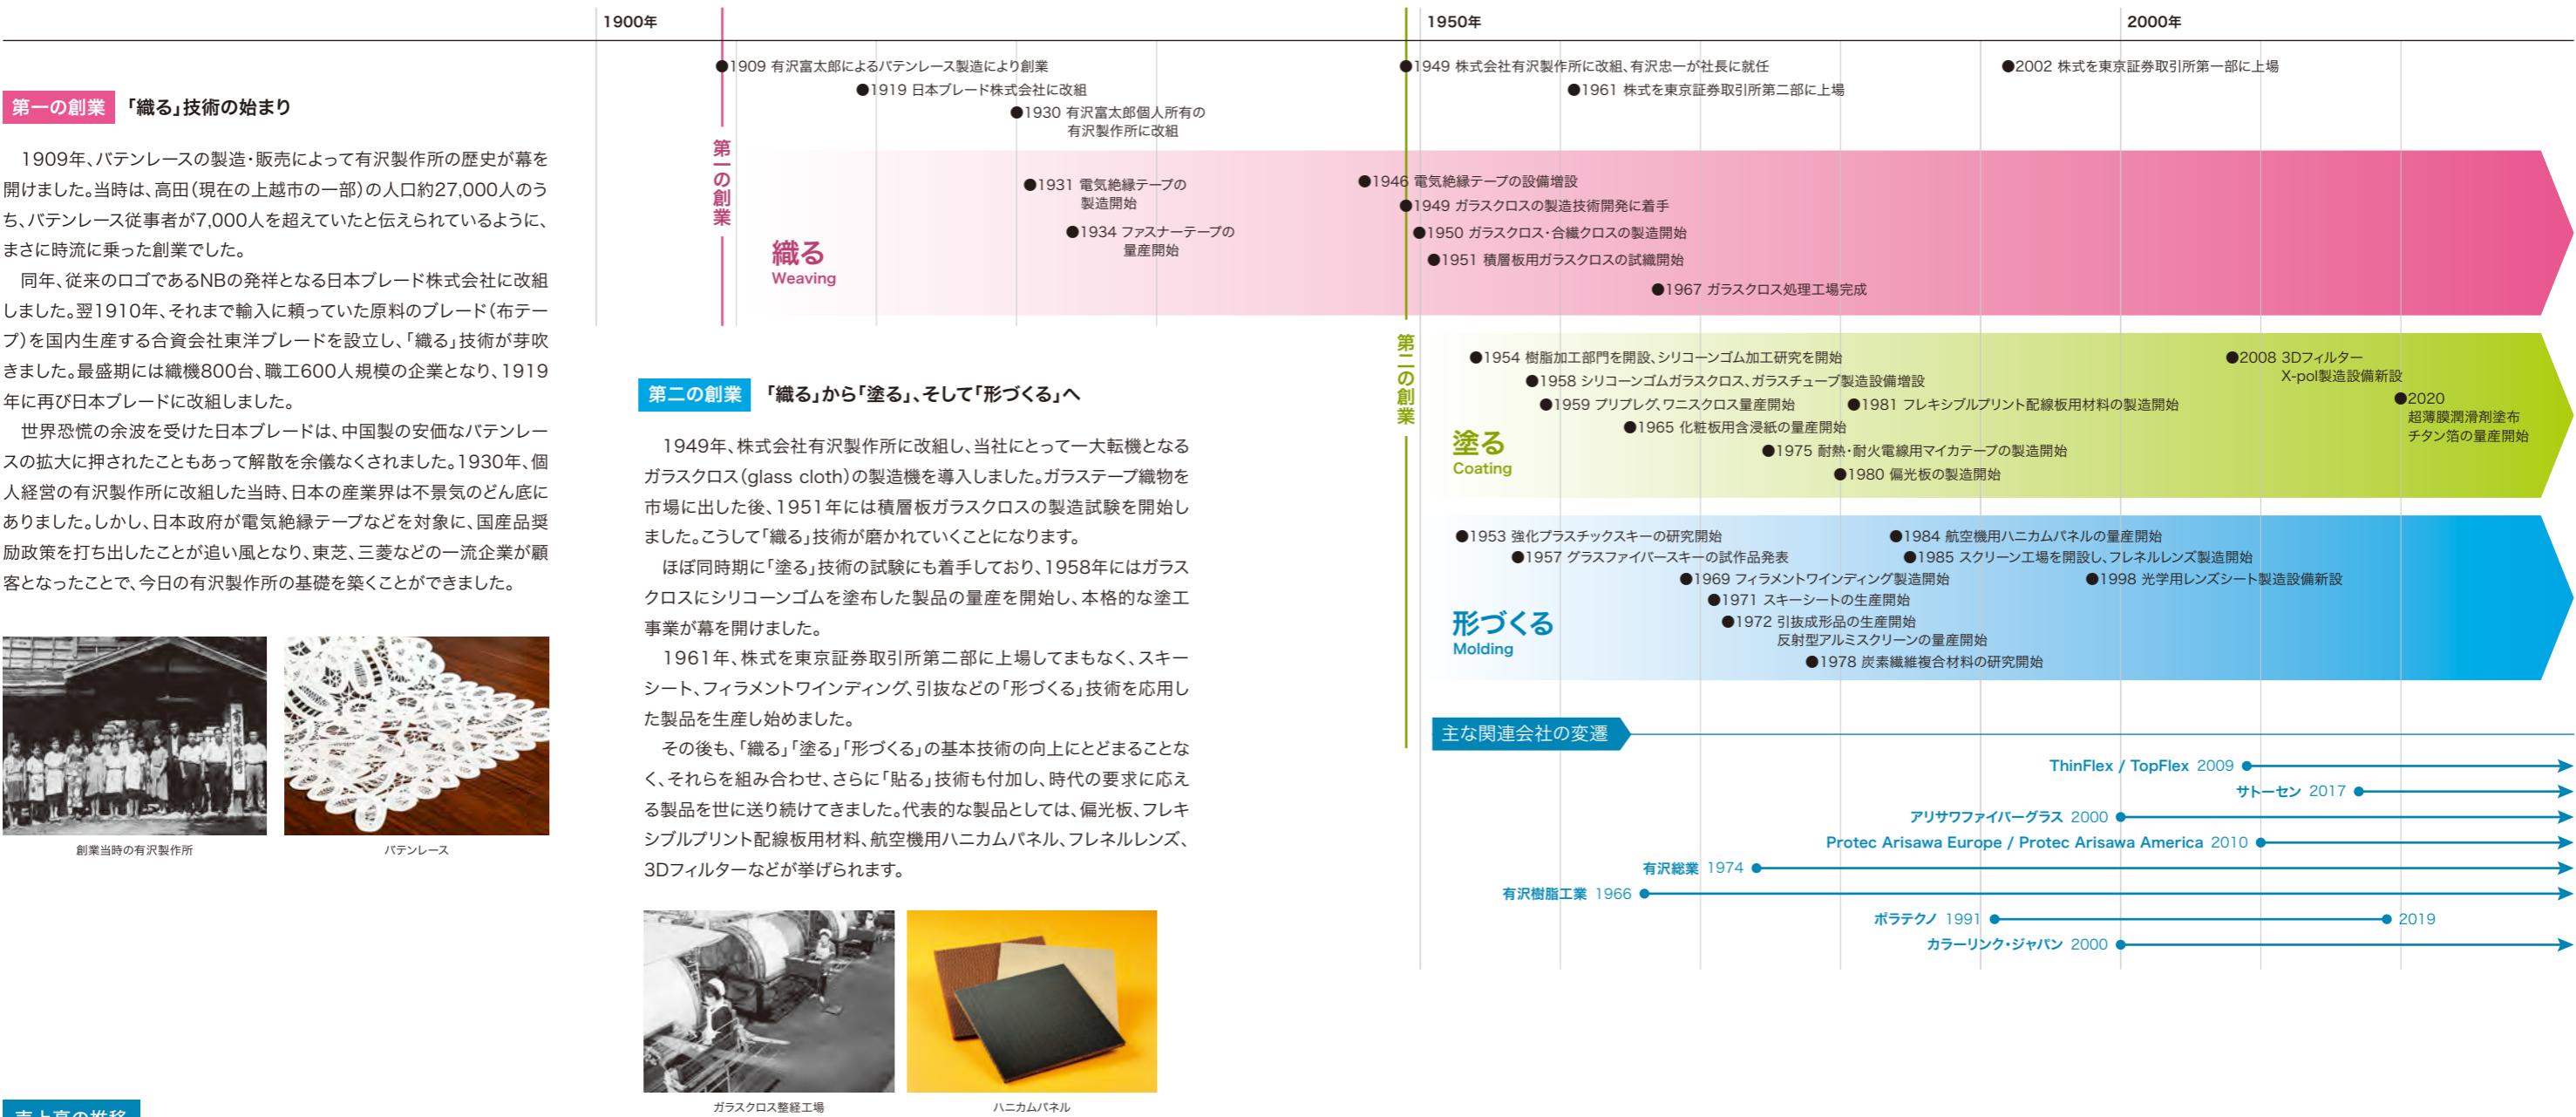 1900年
1950年
2000年
●1909 有沢富太郎によるバテンレース製造により創業
●1919 日本ブレード株式会社に改組
●1930 有沢富太郎個人所有の
有沢製作所に改組
●1949 株式会社有沢製作所に改組、有沢忠一が社長に就任
●1961 株式を東京証券取引所第二部に上場
●2002 株式を東京証券取引所第一部に上場
第一の創業 「織る」技術の始まり
1909年、バテンレースの製造・販売によって有沢製作所の歴史が幕を
開けました。当時は、高田（現在の上越市の一部）の人口約27,000人のう
ち、バテンレース従事者が7,000人を超えていたと伝えられているように、
まさに時流に乗った創業でした。
同年、従来のロゴであるNBの発祥となる日本ブレード株式会社に改組
しました。翌1910年、それまで輸入に頼っていた原料のブレード（布テー
プ）を国内生産する合資会社東洋ブレードを設立し、「織る」技術が芽吹
きました。最盛期には織機800台、職工600人規模の企業となり、1919
年に再び日本ブレードに改組しました。
世界恐慌の余波を受けた日本ブレードは、中国製の安価なバテンレー
スの拡大に押されたこともあって解散を余儀なくされました。1930年、個
人経営の有沢製作所に改組した当時、日本の産業界は不景気のどん底に
ありました。しかし、日本政府が電気絶縁テープなどを対象に、国産品奨
励政策を打ち出したことが追い風となり、東芝、三菱などの一流企業が顧
客となったことで、今日の有沢製作所の基礎を築くことができました。
創業当時の有沢製作所
バテンレース
第一の創業
織る
Weaving
●1931 電気絶縁テープの
製造開始
●1934 ファスナーテープの
量産開始
●1946 電気絶縁テープの設備増設
●1949 ガラスクロスの製造技術開発に着手
●1950 ガラスクロス・合繊クロスの製造開始
●1951 積層板用ガラスクロスの試織開始
●1967 ガラスクロス処理工場完成
第二の創業 「織る」から「塗る」、そして「形づくる」へ
1949年、株式会社有沢製作所に改組し、当社にとって一大転機となる
ガラスクロス（glass cloth）の製造機を導入しました。ガラステープ織物を
市場に出した後、1951年には積層板ガラスクロスの製造試験を開始し
ました。こうして「織る」技術が磨かれていくことになります。
ほぼ同時期に「塗る」技術の試験にも着手しており、1958年にはガラス
クロスにシリコーンゴムを塗布した製品の量産を開始し、本格的な塗工
事業が幕を開けました。
1961年、株式を東京証券取引所第二部に上場してまもなく、スキー
シート、フィラメントワインディング、引抜などの「形づくる」技術を応用し
た製品を生産し始めました。
その後も、「織る」「塗る」「形づくる」の基本技術の向上にとどまることな
く、それらを組み合わせ、さらに「貼る」技術も付加し、時代の要求に応え
る製品を世に送り続けてきました。代表的な製品としては、偏光板、フレキ
シブルプリント配線板用材料、航空機用ハニカムパネル、フレネルレンズ、
3Dフィルターなどが挙げられます。
ガラスクロス整経工場
ハニカムパネル
第二の創業
塗る
Coating
●1954 樹脂加工部門を開設、シリコーンゴム加工研究を開始
●1958 シリコーンゴムガラスクロス、ガラスチューブ製造設備増設
●1959 プリプレグ、ワニスクロス量産開始
●1981 フレキシブルプリント配線板用材料の製造開始
●1965 化粧板用含浸紙の量産開始
●1975 耐熱・耐火電線用マイカテープの製造開始
●1980 偏光板の製造開始
●2008 3Dフィルター
X-pol製造設備新設
●2020
超薄膜潤滑剤塗布
チタン箔の量産開始
形づくる
Molding
●1953 強化プラスチックスキーの研究開始
●1957 グラスファイバースキーの試作品発表
●1969 フィラメントワインディング製造開始
●1971 スキーシートの生産開始
●1972 引抜成形品の生産開始
反射型アルミスクリーンの量産開始
●1978 炭素繊維複合材料の研究開始
●1984 航空機用ハニカムパネルの量産開始
●1985 スクリーン工場を開設し、フレネルレンズ製造開始
●1998 光学用レンズシート製造設備新設
主な関連会社の変遷
ThinFlex / TopFlex 2009
サトーセン 2017
アリサワファイバーグラス 2000
Protec Arisawa Europe / Protec Arisawa America 2010
有沢総業 1974
有沢樹脂工業 1966
ポラテクノ 1991 2019
カラーリンク・ジャパン 2000
売上高の推移